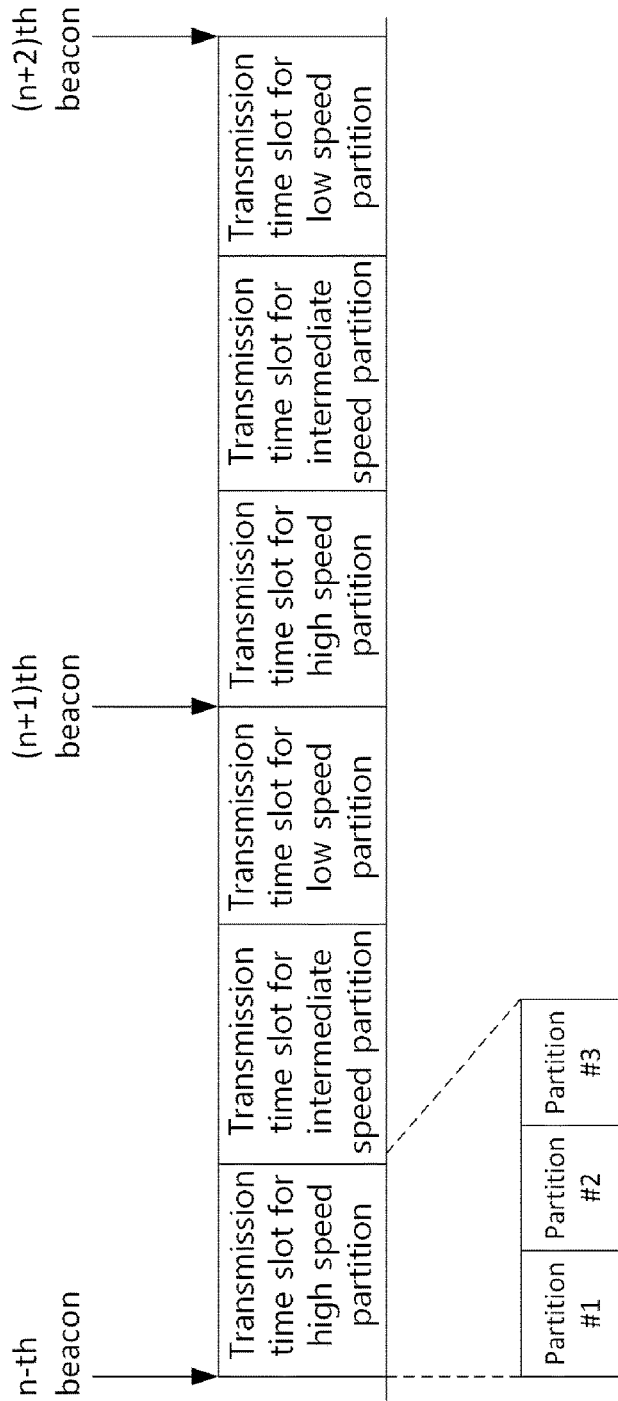 n-th
beacon
(n+1)th
beacon
(n+2)th
beacon
Transmission
time slot for
high speed
partition
Transmission
time slot for
intermediate
speed partition
Transmission
time slot for
low speed
partition
Transmission
time slot for
high speed
partition
Transmission
time slot for
intermediate
speed partition
Transmission
time slot for
low speed
partition
Partition
#1
Partition
#2
Partition
#3